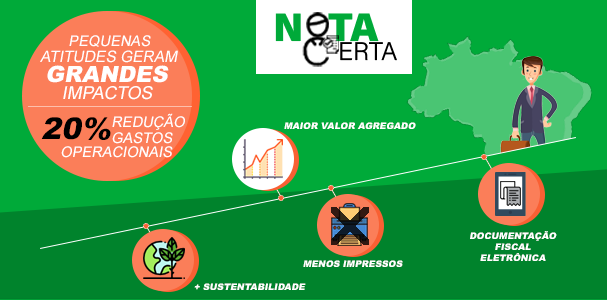 PEQUENAS
ATITUDES GERAM
GRANDES
IMPACTOS
20% REDUÇÃO
GASTOS
OPERACIONAIS
NOTA
CERTA
MAIOR VALOR AGREGADO
DOCUMENTAÇÃO
FISCAL
ELETRÔNICA
MENOS IMPRESSOS
+ SUSTENTABILIDADE